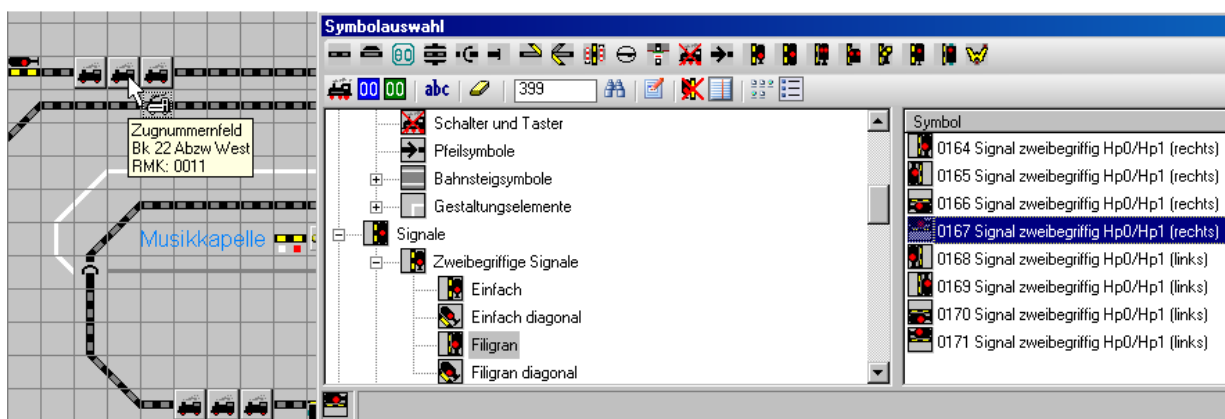 Symbolauswahl
00 00 abc 399
Schalter und Taster
Pfeilsymbole
Bahnsteigsymbole
Gestaltungselemente
Signale
Zweibegriffige Signale
Einfach
Einfach diagonal
Filigran
Filigran diagonal
Symbol
0164 Signal zweibegriffig Hp0/Hp1 (rechts)
0165 Signal zweibegriffig Hp0/Hp1 (rechts)
0166 Signal zweibegriffig Hp0/Hp1 (rechts)
0167 Signal zweibegriffig Hp0/Hp1 (rechts)
0168 Signal zweibegriffig Hp0/Hp1 (links)
0169 Signal zweibegriffig Hp0/Hp1 (links)
0170 Signal zweibegriffig Hp0/Hp1 (links)
0171 Signal zweibegriffig Hp0/Hp1 (links)
Zugnummernfeld
Bk 22 Abzw West
RMK: 0011
Musikkapelle